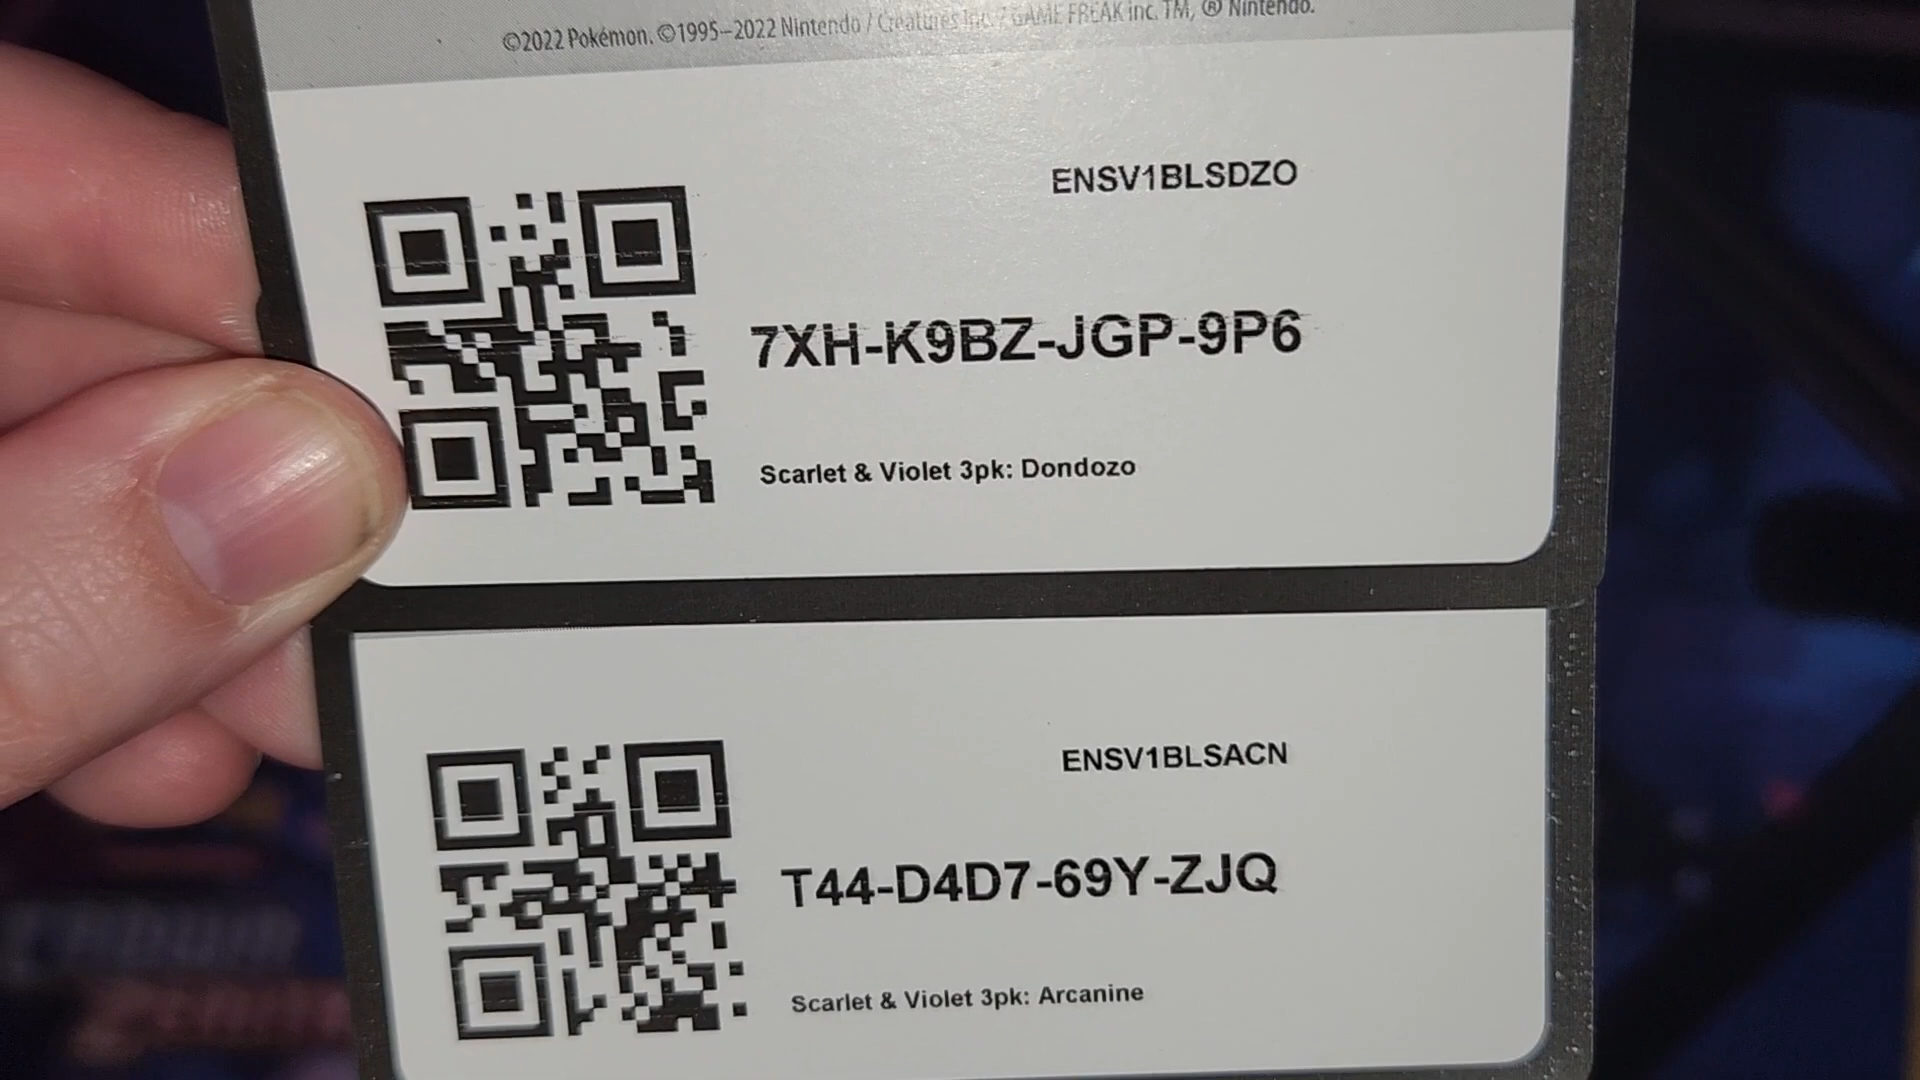 ©2022 Pokémon. ©1995–2022 Nintendo / Creatures Inc. / GAME FREAK inc. TM, ® Nintendo.
ENSV1BLSDZO
7XH-K9BZ-JGP-9P6
Scarlet & Violet 3pk: Dondozo
ENSV1BLSACN
T44-D4D7-69Y-ZJQ
Scarlet & Violet 3pk: Arcanine